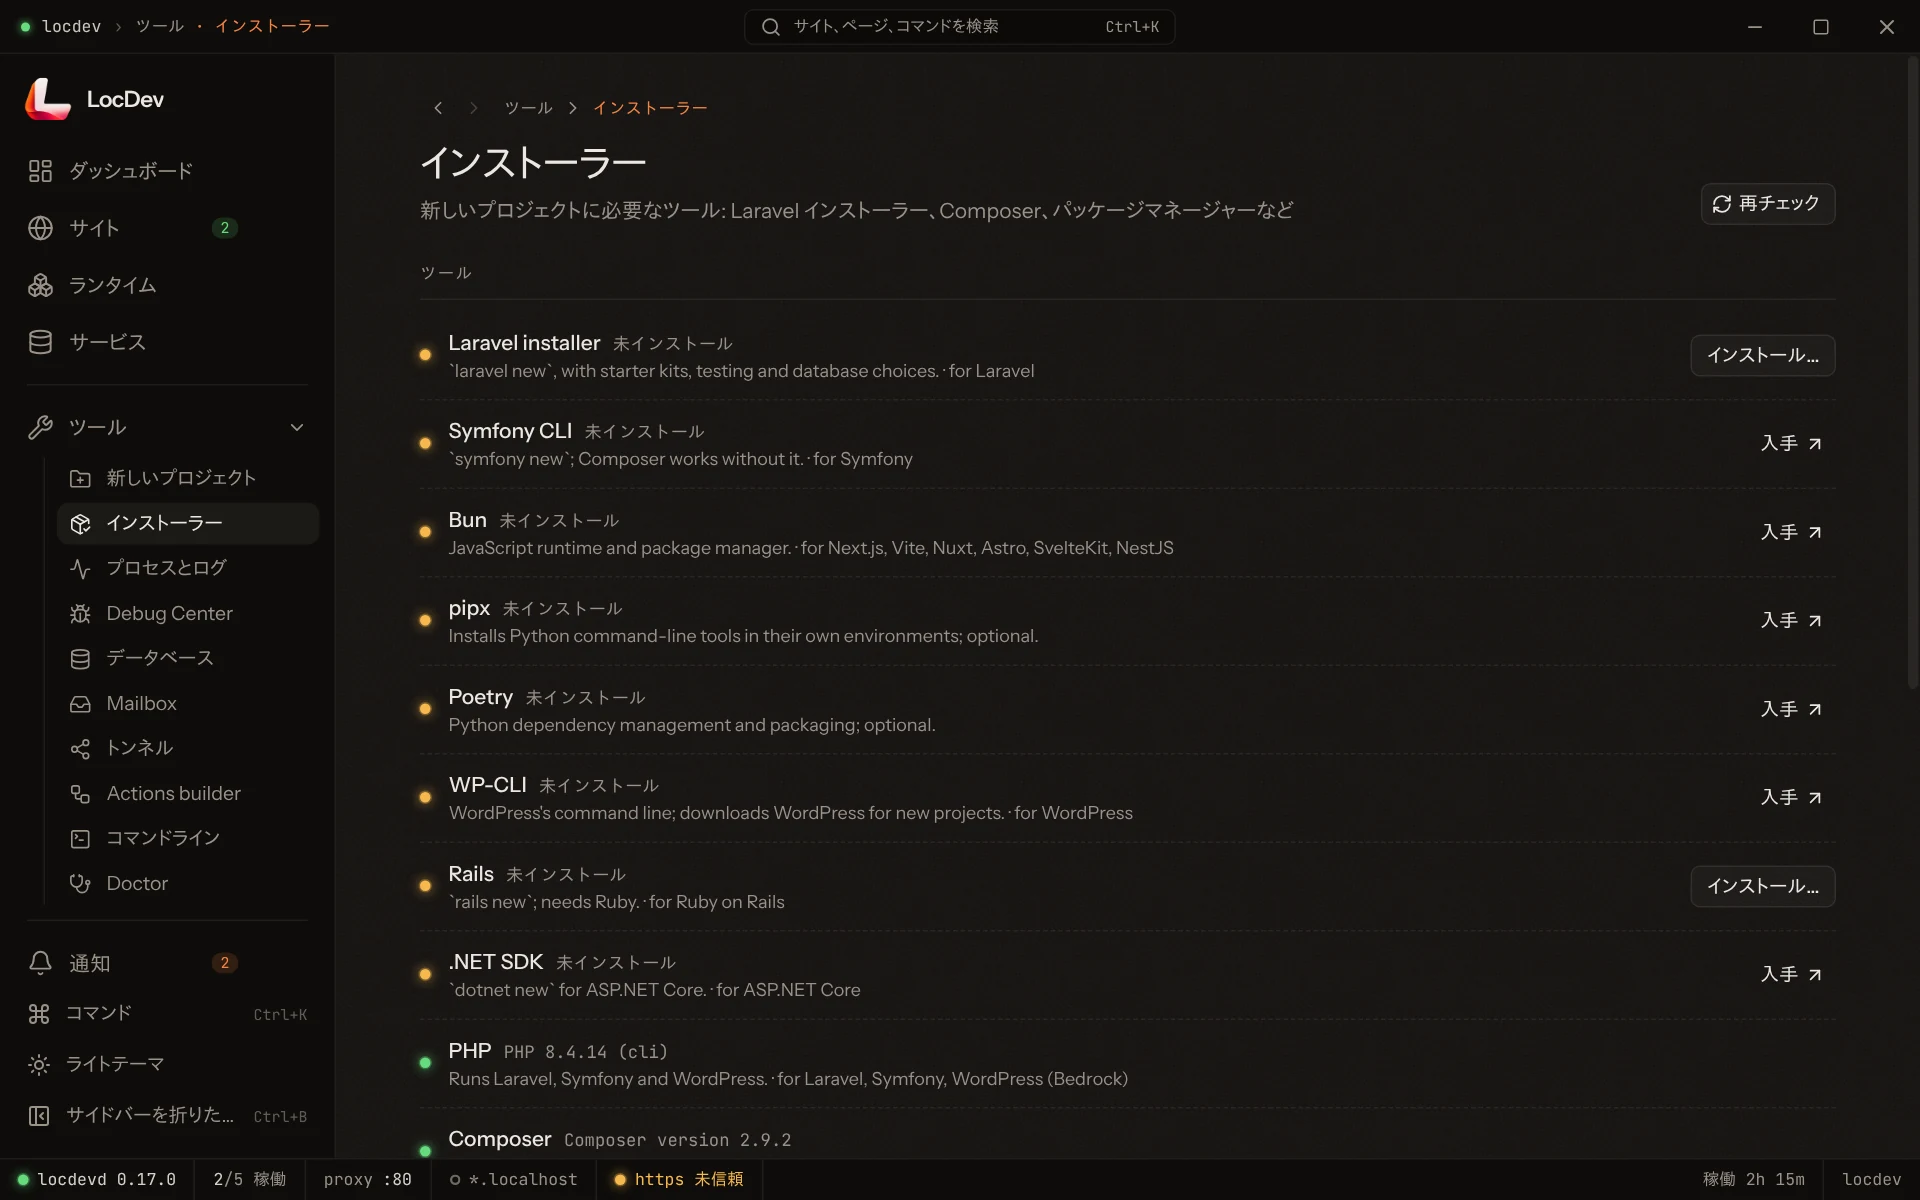 locdev › ツール · インストーラー
サイト、ページ、コマンドを検索 Ctrl+K
LocDev
ダッシュボード
サイト 2
ランタイム
サービス
ツール
新しいプロジェクト
インストーラー
プロセスとログ
Debug Center
データベース
Mailbox
トンネル
Actions builder
コマンドライン
Doctor
通知 2
コマンド Ctrl+K
ライトテーマ
サイドバーを折りた... Ctrl+B
ツール > インストーラー
インストーラー
新しいプロジェクトに必要なツール: Laravel インストーラー、Composer、パッケージマネージャーなど
再チェック
ツール
Laravel installer 未インストール
`laravel new`, with starter kits, testing and database choices. · for Laravel
インストール...
Symfony CLI 未インストール
`symfony new`; Composer works without it. · for Symfony
入手
Bun 未インストール
JavaScript runtime and package manager. · for Next.js, Vite, Nuxt, Astro, SvelteKit, NestJS
入手
pipx 未インストール
Installs Python command-line tools in their own environments; optional.
入手
Poetry 未インストール
Python dependency management and packaging; optional.
入手
WP-CLI 未インストール
WordPress's command line; downloads WordPress for new projects. · for WordPress
入手
Rails 未インストール
`rails new`; needs Ruby. · for Ruby on Rails
インストール...
.NET SDK 未インストール
`dotnet new` for ASP.NET Core. · for ASP.NET Core
入手
PHP PHP 8.4.14 (cli)
Runs Laravel, Symfony and WordPress. · for Laravel, Symfony, WordPress (Bedrock)
Composer Composer version 2.9.2
locdevd 0.17.0 2/5 稼働 proxy :80 *.localhost https 未信頼 稼働 2h 15m locdev